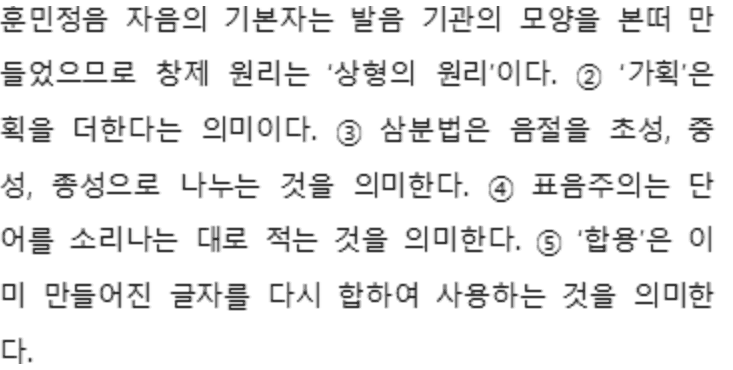 훈민정음 자음의 기본자는 발음 기관의 모양을 본떠 만
들었으므로 창제 원리는 ‘상형의 원리’이다. ② ‘가획’은
획을 더한다는 의미이다. ③ 삼분법은 음절을 초성, 중
성, 종성으로 나누는 것을 의미한다. ④ 표음주의는 단
어를 소리나는 대로 적는 것을 의미한다. ⑤ ‘합용’은 이
미 만들어진 글자를 다시 합하여 사용하는 것을 의미한
다.